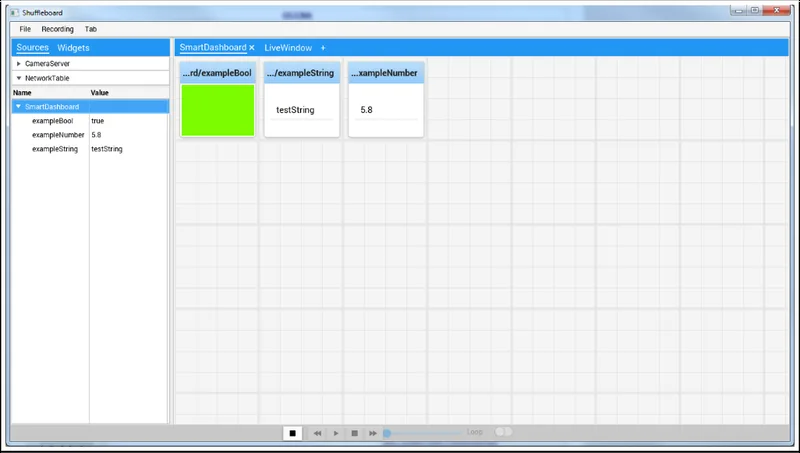 Shuffleboard
File Recording Tab
Sources Widgets
CameraServer
NetworkTable
Name Value
SmartDashboard
exampleBool true
exampleNumber 5.8
exampleString testString
SmartDashboard × LiveWindow +
...rd/exampleBool .../exampleString ...xampleNumber
testString 5.8
Loop